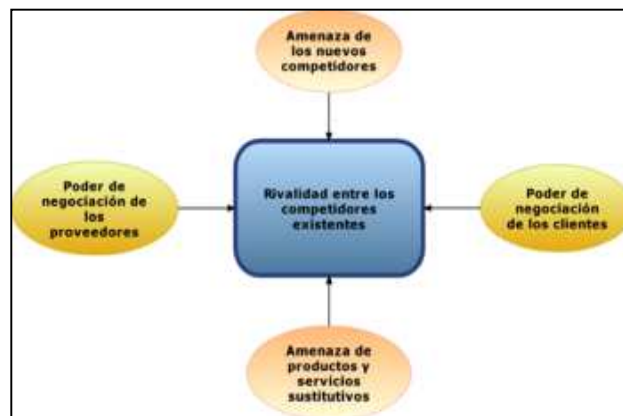 Amenaza de
los nuevos
competidores
Poder de
negociación de
los
proveedores
Rivalidad entre los
competidores
existentes
Poder de
negociación
de los clientes
Amenaza de
productos y
servicios
sustitutivos